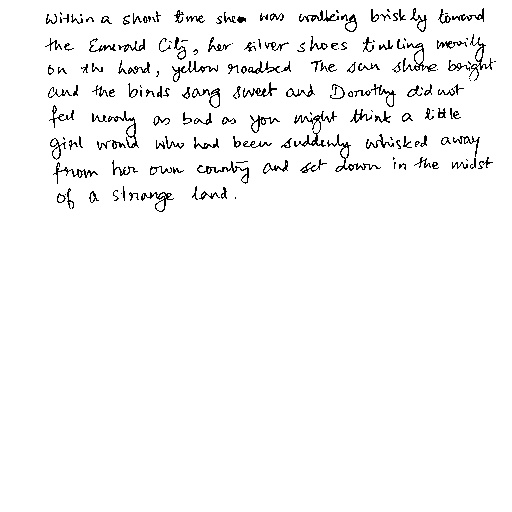 Within a short time she was walking briskly toward
the Emerald City, her silver shoes tinkling merrily
on the hard, yellow roadbed The sun shone bright
and the birds sang sweet and Dorothy did not
feel nearly as bad as you might think a little
girl would who had been suddenly whisked away
from her own country and set down in the midst
of a strange land.